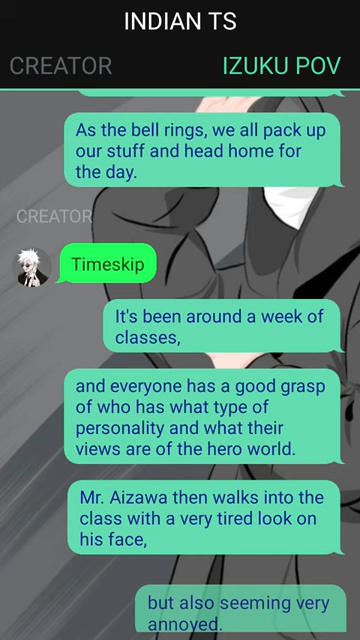 INDIAN TS
CREATOR IZUKU POV
As the bell rings, we all pack up
our stuff and head home for
the day.
CREATOR
Timeskip
It's been around a week of
classes,
and everyone has a good grasp
of who has what type of
personality and what their
views are of the hero world.
Mr. Aizawa then walks into the
class with a very tired look on
his face,
but also seeming very
annoyed.